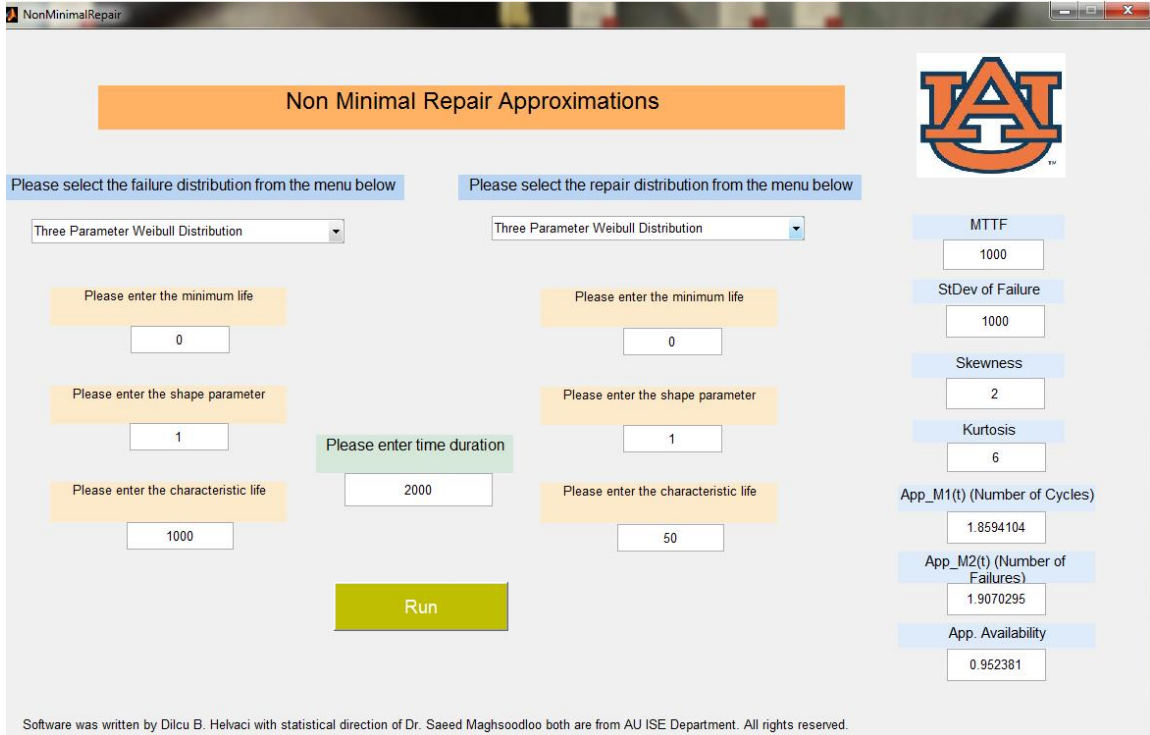 NonMinimalRepair
Non Minimal Repair Approximations
AU
TM
Please select the failure distribution from the menu below
Please select the repair distribution from the menu below
Three Parameter Weibull Distribution
Three Parameter Weibull Distribution
MTTF
1000
Please enter the minimum life
0
Please enter the minimum life
0
StDev of Failure
1000
Skewness
2
Please enter the shape parameter
1
Please enter the shape parameter
1
Kurtosis
6
Please enter time duration
2000
Please enter the characteristic life
1000
Please enter the characteristic life
50
App_M1(t) (Number of Cycles)
1.8594104
App_M2(t) (Number of
Failures)
1.9070295
Run
App. Availability
0.952381
Software was written by Dilcu B. Helvaci with statistical direction of Dr. Saeed Maghsoodloo both are from AU ISE Department. All rights reserved.